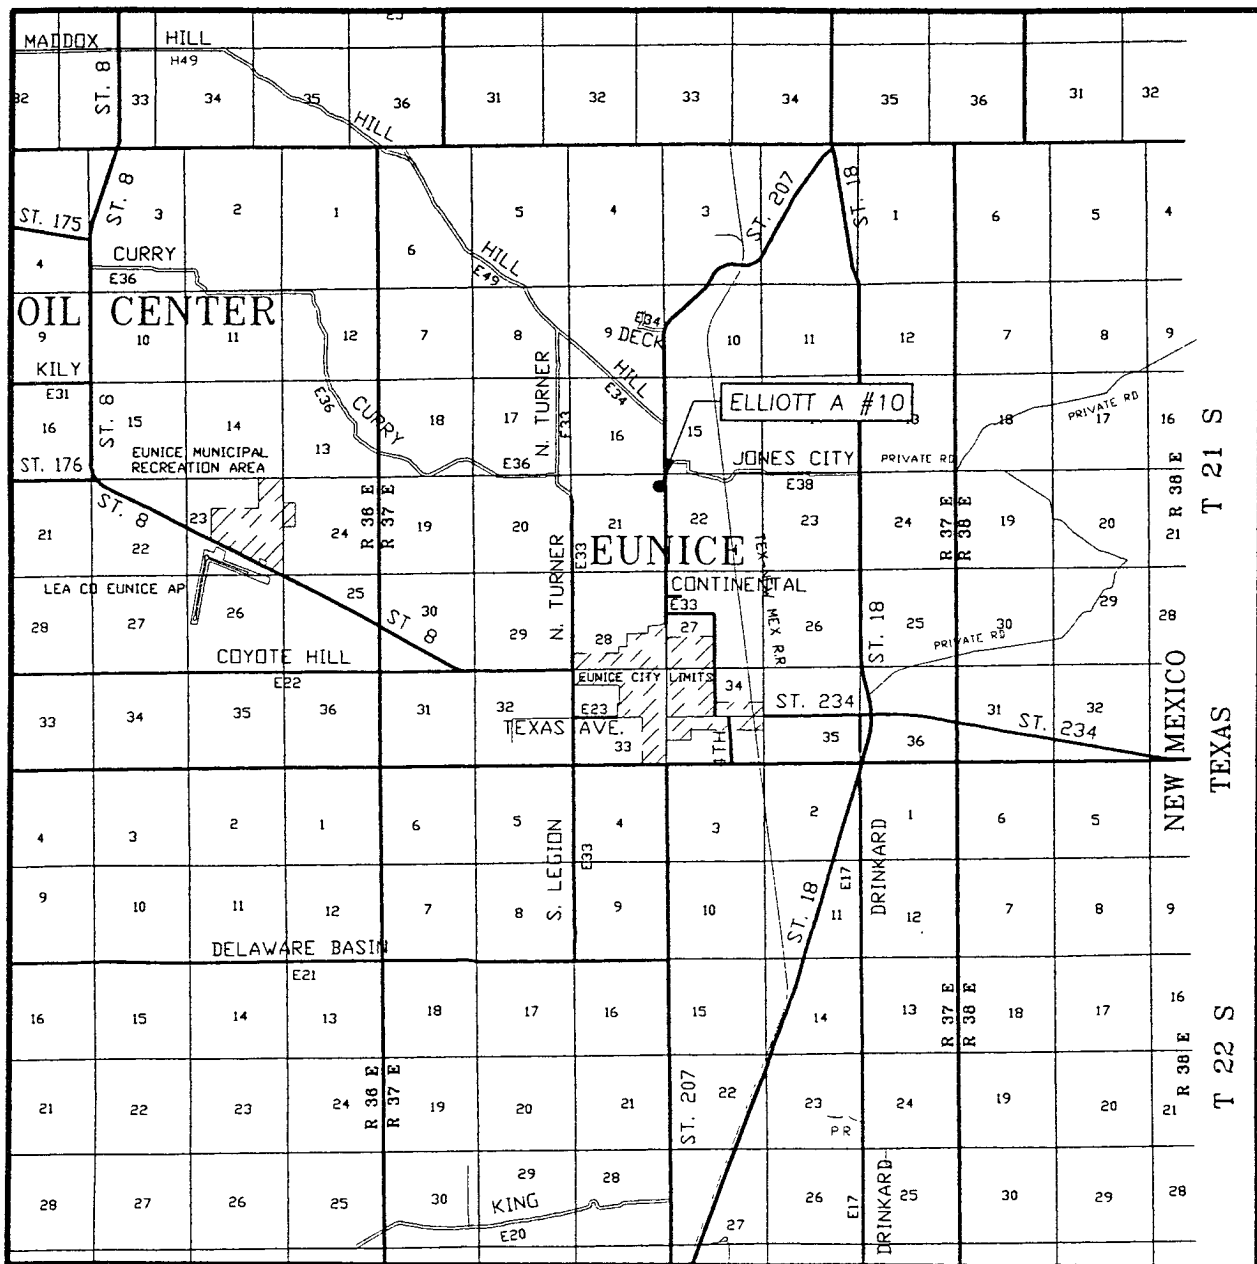 MADDOX HILL
H49
ST. 8
32 33 34 35 36 31 32 33 34 35 36 31 32
HILL
ST. 175
ST. 8
3 2 1 5 4 3
ST. 207
ST. 18
1 6 5 4
4
CURRY
E36
6
HILL
E49
OIL CENTER
9 10 11 12 7 8 9
E34
DECK
10 11 12 7 8 9
KILY
E31
N. TURNER
HILL
E34
ELLIOTT A #10
16
ST. 8
15 14 13
E36
CURRY
18 17
E33
16 15
18 17 16
PRIVATE RD
ST. 176
EUNICE MUNICIPAL
RECREATION AREA
E36
JONES CITY
E38
PRIVATE RD
T 21 S
ST. 8
21 22 23 24
R 36 E
R 37 E
19 20 21 22 23 24
R 37 E
R 38 E
19 20 21
R 38 E
EUNICE
N. TURNER
E33
CONTINENTAL
E33
TEX-NEW MEX R.R
LEA CO EUNICE AP
28 27 26 25 30 29 28 27 26 25 30 29 28
ST 8
ST. 18
PRIVATE RD
COYOTE HILL
E22
EUNICE CITY LIMITS
34
33 34 35 36 31 32
E23
TEXAS AVE.
33
ST. 234
35 36 31 32
ST. 234
4TH
NEW MEXICO
TEXAS
4 3 2 1 6 5 4 3 2 1 6 5
S. LEGION
E33
DRINKARD
E17
ST. 18
9 10 11 12 7 8 9 10 11 12 7 8 9
DELAWARE BASIN
E21
16 15 14 13 18 17 16 15 14 13 18 17 16
R 37 E
R 38 E
T 22 S
R 38 E
R 36 E
R 37 E
21 22 23 24 19 20 21 22 23 24 19 20 21
ST. 207
PR
28 27 26 25 30 29 28 27 26 25 30 29 28
KING
E20
E17
DRINKARD